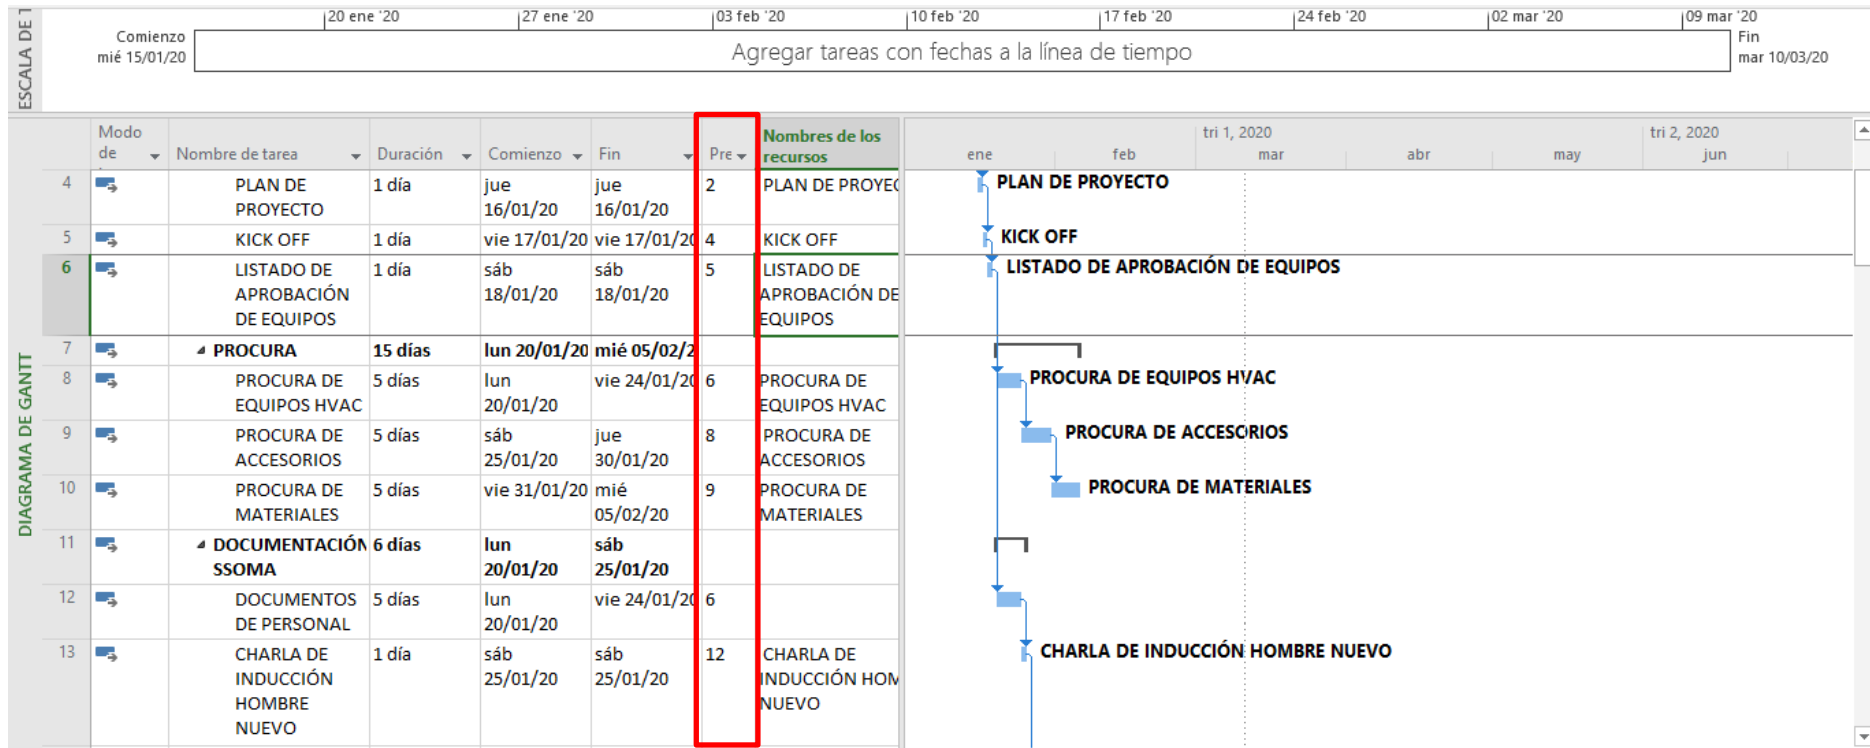 ESCALA DE T
20 ene '20 27 ene '20 03 feb '20 10 feb '20 17 feb '20 24 feb '20 02 mar '20 09 mar '20
Comienzo
mié 15/01/20
Agregar tareas con fechas a la línea de tiempo
Fin
mar 10/03/20
DIAGRAMA DE GANTT
Modo
de
Nombre de tarea Duración Comienzo Fin Pre
Nombres de los
recursos
tri 1, 2020 tri 2, 2020
ene feb mar abr may jun
4 PLAN DE 1 día jue jue 2 PLAN DE PROYEC
PROYECTO 16/01/20 16/01/20
PLAN DE PROYECTO
5 KICK OFF 1 día vie 17/01/20 vie 17/01/20 4 KICK OFF
KICK OFF
6 LISTADO DE 1 día sáb sáb 5 LISTADO DE
APROBACIÓN 18/01/20 18/01/20 APROBACIÓN DE
DE EQUIPOS EQUIPOS
LISTADO DE APROBACIÓN DE EQUIPOS
7 PROCURA 15 días lun 20/01/20 mié 05/02/2
8 PROCURA DE 5 días lun vie 24/01/20 6 PROCURA DE
EQUIPOS HVAC 20/01/20 EQUIPOS HVAC
PROCURA DE EQUIPOS HVAC
9 PROCURA DE 5 días sáb jue 8 PROCURA DE
ACCESORIOS 25/01/20 30/01/20 ACCESORIOS
PROCURA DE ACCESORIOS
10 PROCURA DE 5 días vie 31/01/20 mié 9 PROCURA DE
MATERIALES 05/02/20 MATERIALES
PROCURA DE MATERIALES
11 DOCUMENTACIÓN 6 días lun sáb
SSOMA 20/01/20 25/01/20
12 DOCUMENTOS 5 días lun vie 24/01/20 6
DE PERSONAL 20/01/20
13 CHARLA DE 1 día sáb sáb 12 CHARLA DE
INDUCCIÓN 25/01/20 25/01/20 INDUCCIÓN HOM
HOMBRE NUEVO
NUEVO
CHARLA DE INDUCCIÓN HOMBRE NUEVO